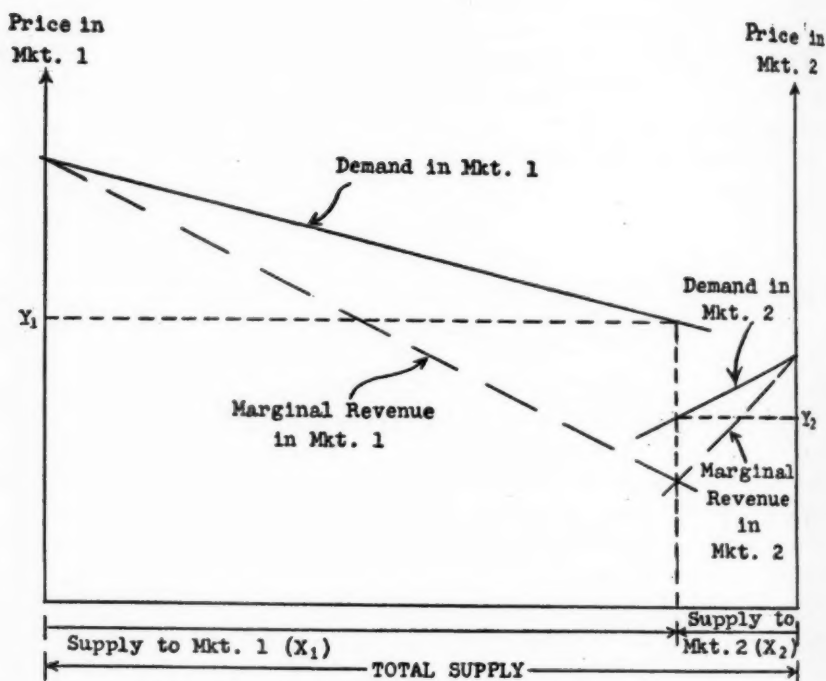 Price in
Mkt. 1
Price in
Mkt. 2
Demand in Mkt. 1
Demand in
Mkt. 2
Y₁
Marginal Revenue
in Mkt. 1
Y₂
Marginal
Revenue
in
Mkt. 2
Supply to Mkt. 1 (X₁)
Supply to
Mkt. 2 (X₂)
TOTAL SUPPLY